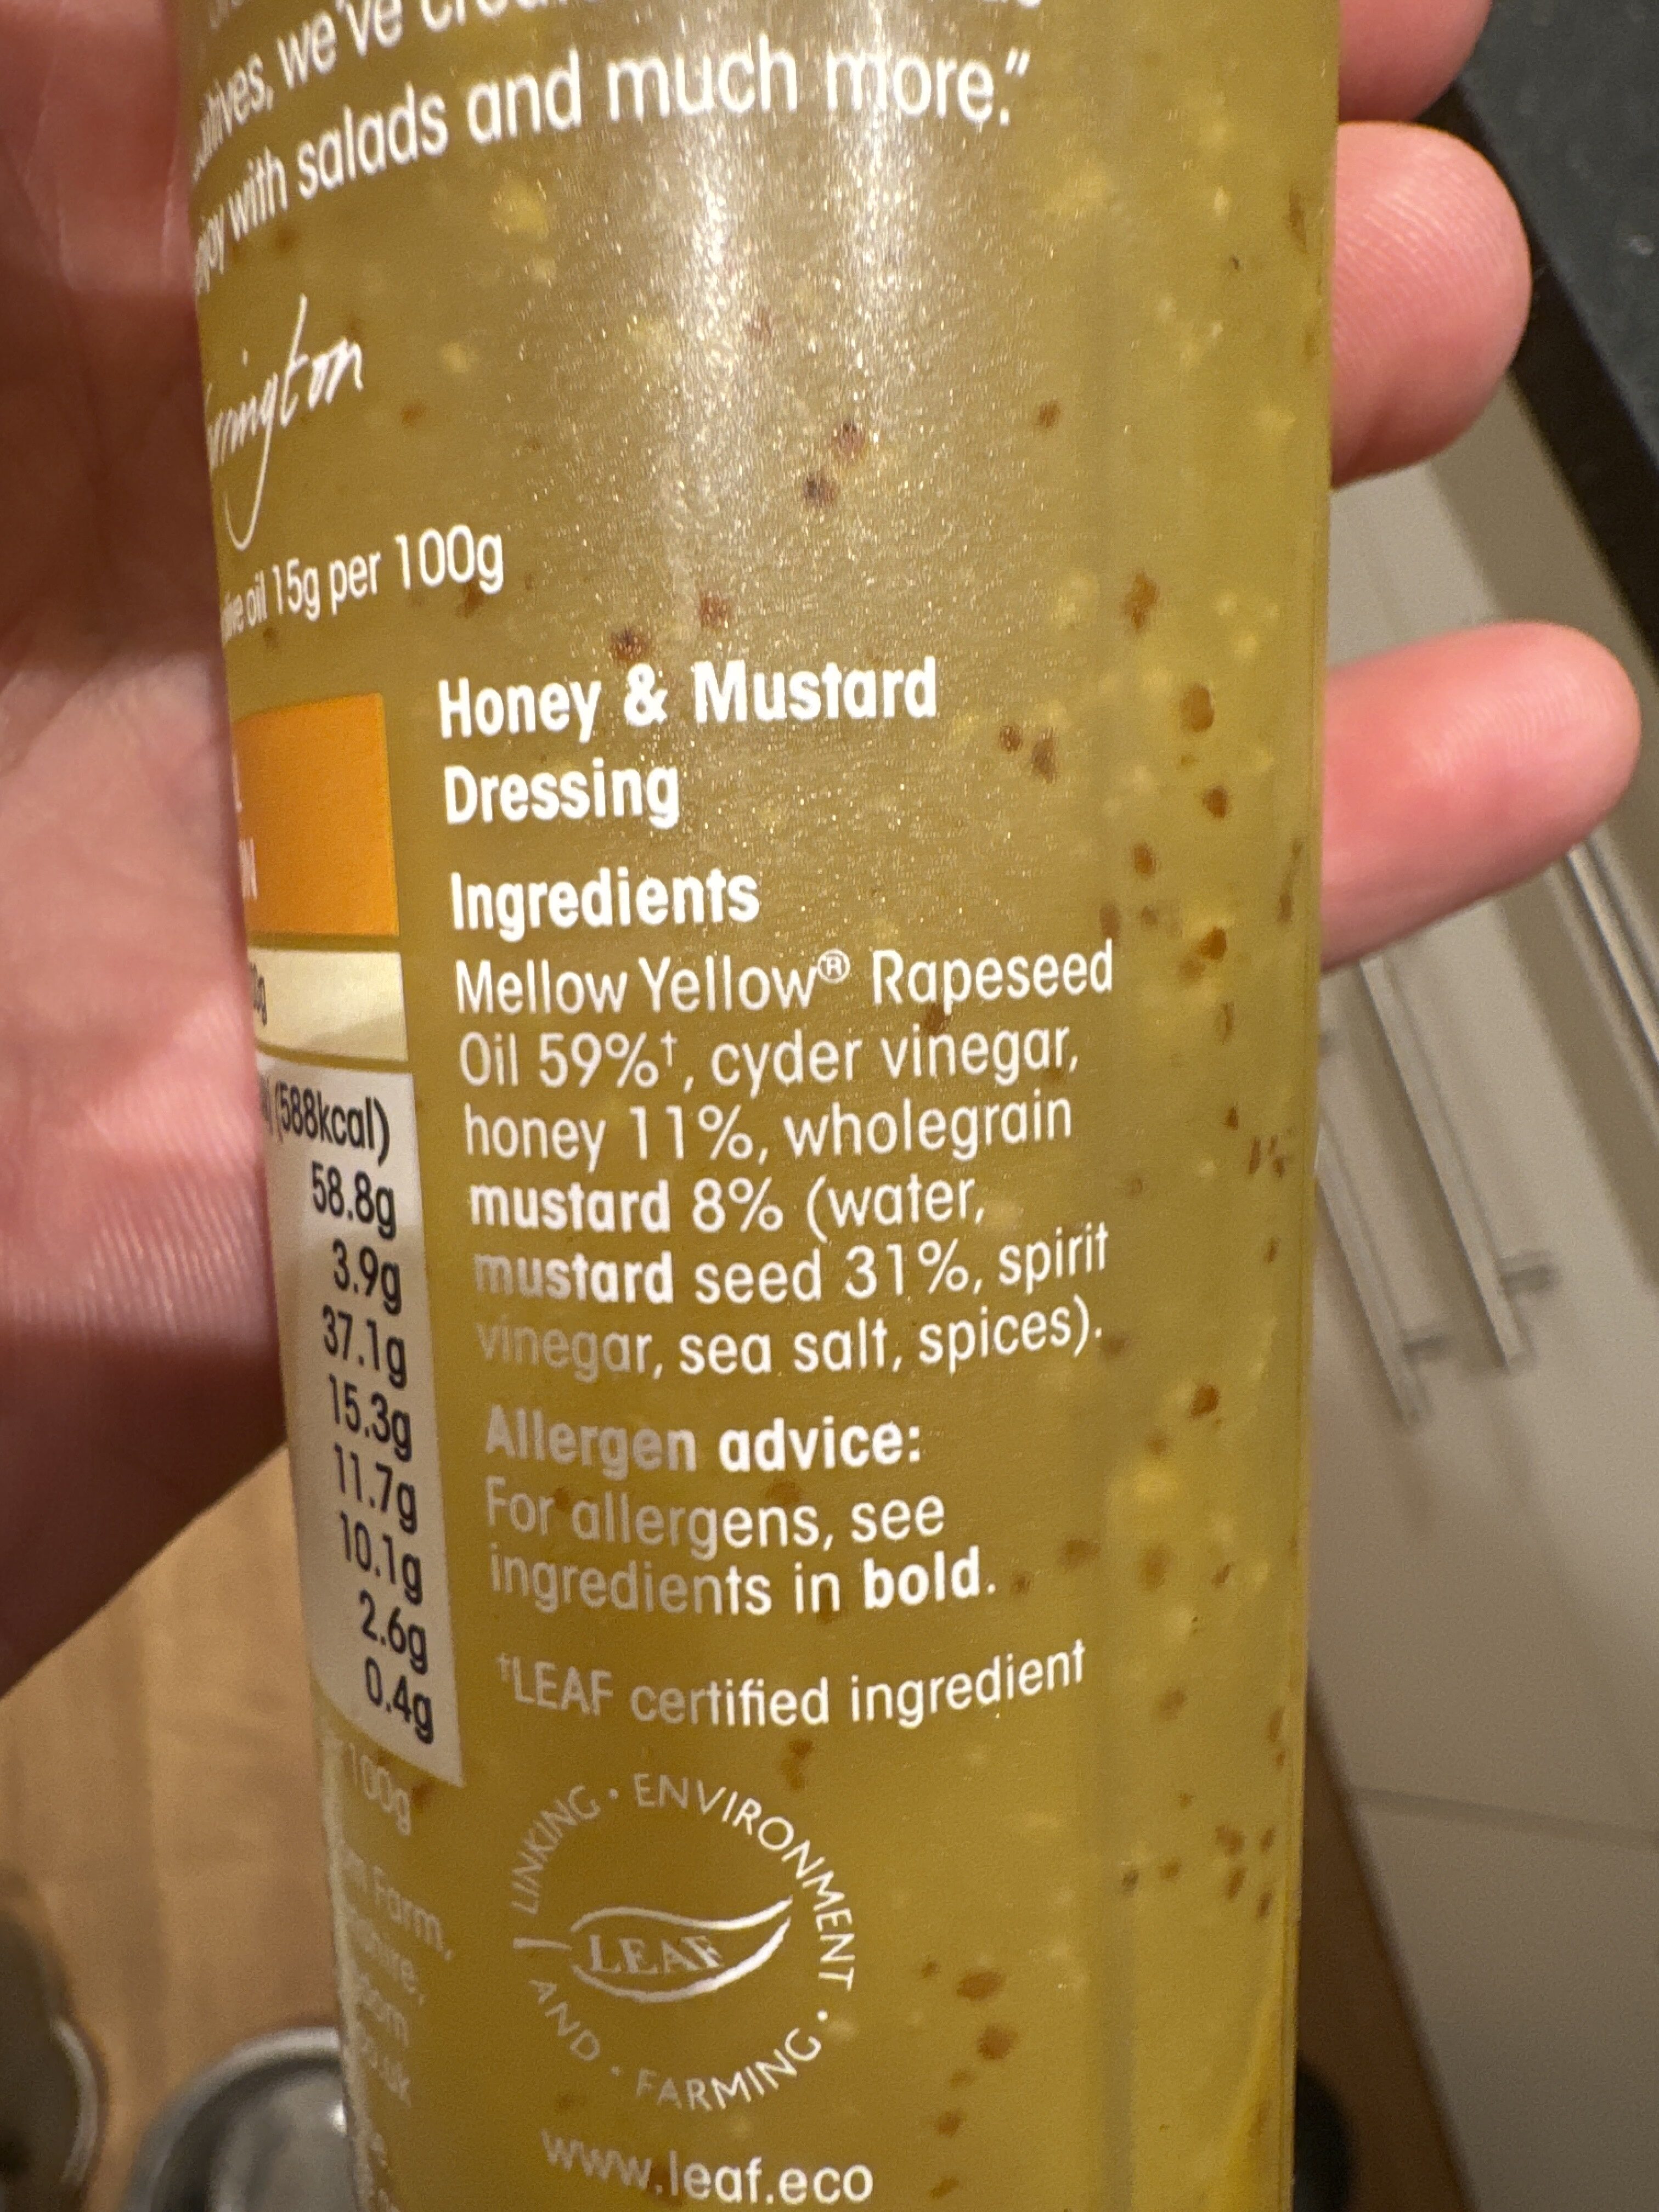 we've
with salads and much more."
oil 15g per 100g
Honey & Mustard
Dressing
Ingredients
Mellow Yellow® Rapeseed
Oil 59%†, cyder vinegar,
honey 11%, wholegrain
mustard 8% (water,
mustard seed 31%, spirit
vinegar, sea salt, spices).
Allergen advice:
For allergens, see
ingredients in bold.
†LEAF certified ingredient
(588kcal)
58.8g
3.9g
37.1g
15.3g
11.7g
10.1g
2.6g
0.4g
100g
Farm,
LINKING · ENVIRONMENT · AND · FARMING ·
LEAF
www.leaf.eco